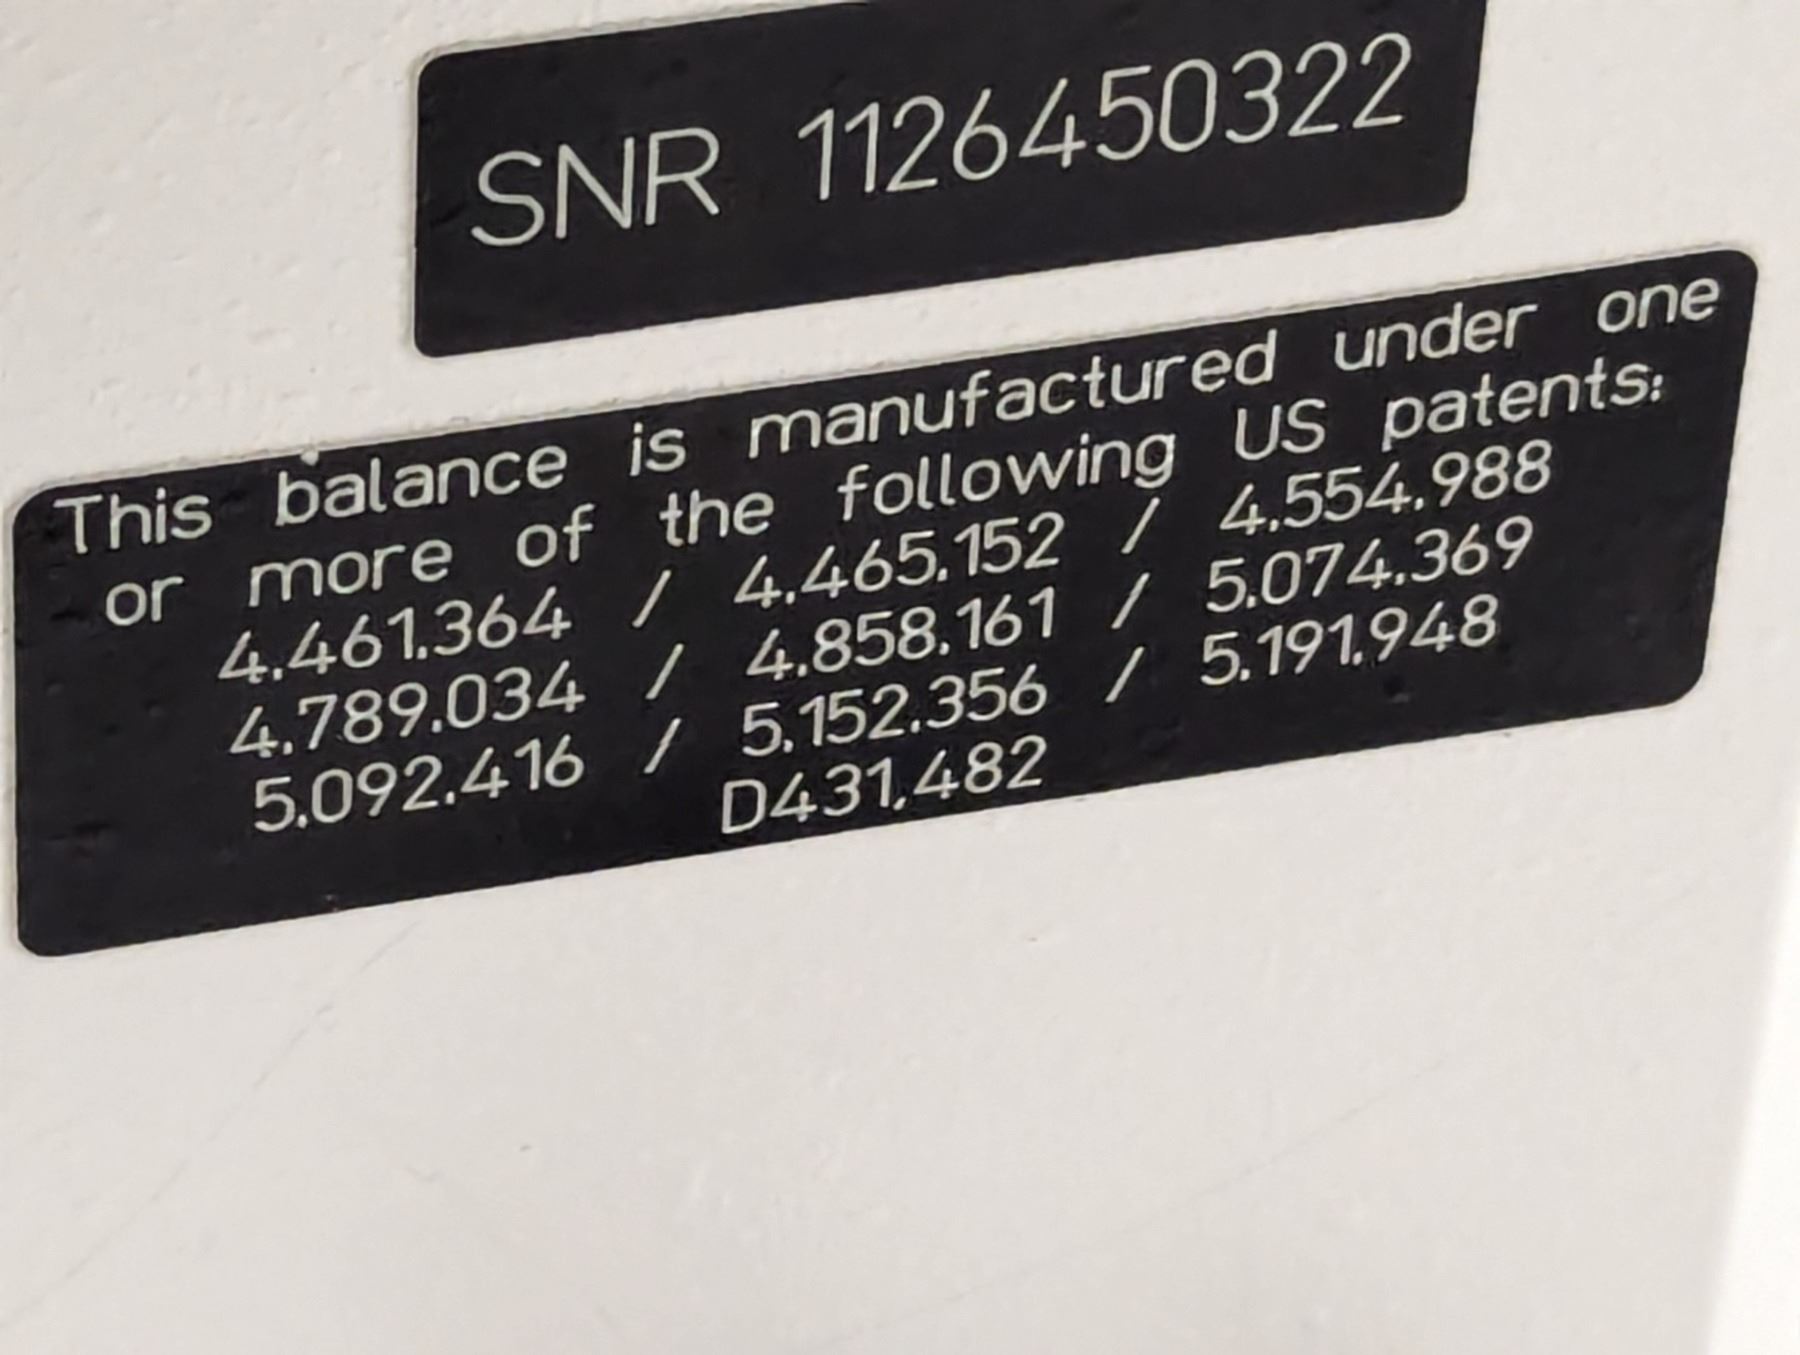 SNR 1126450322
This balance is manufactured under one
or more of the following US patents:
4.461.364 / 4.465.152 / 4.554.988
4.789.034 / 4.858.161 / 5.074.369
5.092.416 / 5.152.356 / 5.191.948
D431.482